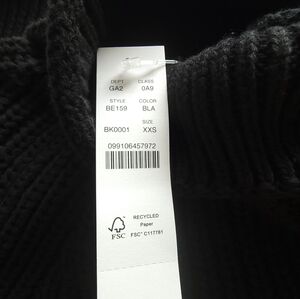 DEPT CLASS
GA2 0A9
STYLE COLOR
BE159 BLA
SIZE
BK0001 XXS
099106457972
RECYCLED
Paper
FSC® C117781
FSC